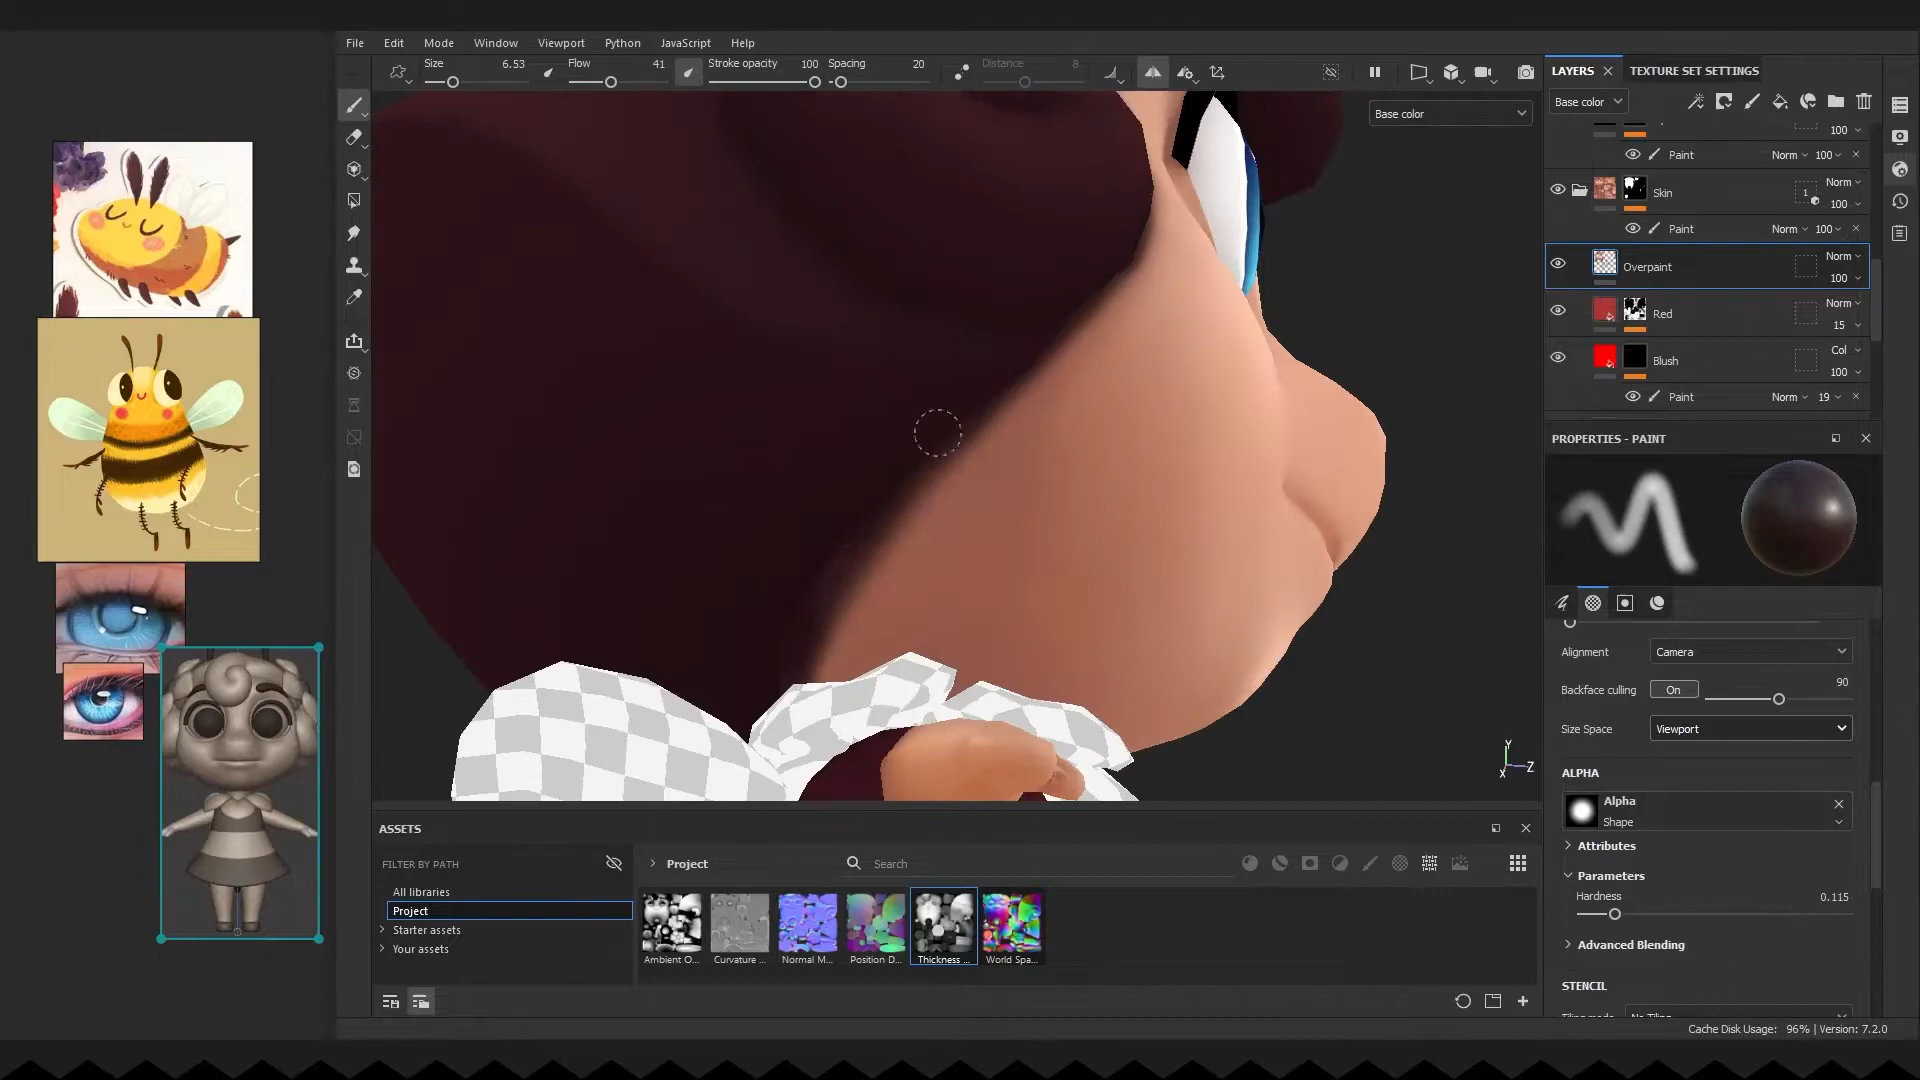 File Edit Mode Window Viewport Python JavaScript Help
Size 6.53 Flow 41 Stroke opacity 100 Spacing 20 Distance 8
Base color
LAYERS TEXTURE SET SETTINGS
Base color
100
Paint Norm 100
Skin 1 Norm
100
Paint Norm 100
Overpaint Norm
100
Red Norm
15
Blush Col
100
Paint Norm 19
PROPERTIES - PAINT
Alignment Camera
Backface culling On 90
Size Space Viewport
ALPHA
Alpha
Shape
Attributes
Parameters
Hardness 0.115
Advanced Blending
STENCIL
Y
X Z
ASSETS
FILTER BY PATH
All libraries
Project
Starter assets
Your assets
Project Search
Ambient O... Curvature ... Normal M... Position D... Thickness ... World Spa...
Cache Disk Usage: 96% | Version: 7.2.0